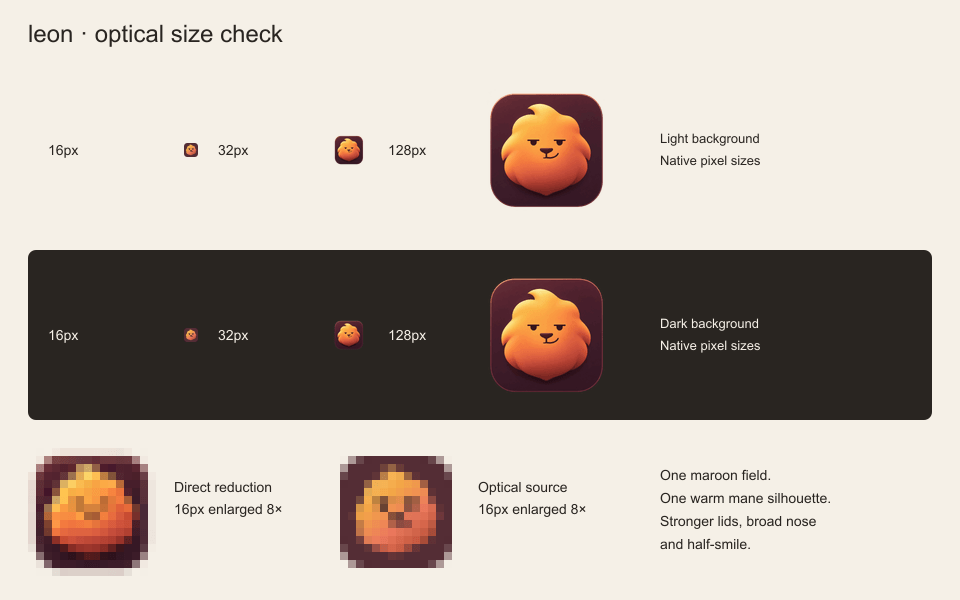 leon · optical size check
16px
32px
128px
Light background
Native pixel sizes
16px
32px
128px
Dark background
Native pixel sizes
Direct reduction
16px enlarged 8×
Optical source
16px enlarged 8×
One maroon field.
One warm mane silhouette.
Stronger lids, broad nose
and half-smile.